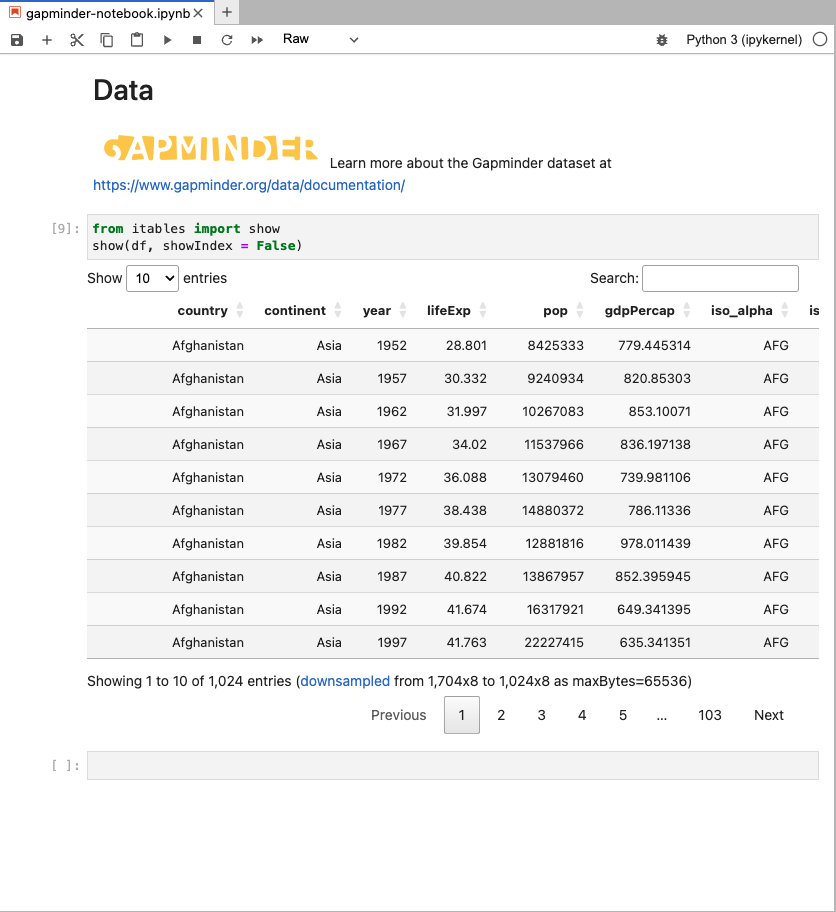 gapminder-notebook.ipynb
Raw
Python 3 (ipykernel)
Data
GAPMINDER Learn more about the Gapminder dataset at
https://www.gapminder.org/data/documentation/
[9]: from itables import show
show(df, showIndex = False)
Show 10 entries Search:
country continent year lifeExp pop gdpPercap iso_alpha is
Afghanistan Asia 1952 28.801 8425333 779.445314 AFG
Afghanistan Asia 1957 30.332 9240934 820.85303 AFG
Afghanistan Asia 1962 31.997 10267083 853.10071 AFG
Afghanistan Asia 1967 34.02 11537966 836.197138 AFG
Afghanistan Asia 1972 36.088 13079460 739.981106 AFG
Afghanistan Asia 1977 38.438 14880372 786.11336 AFG
Afghanistan Asia 1982 39.854 12881816 978.011439 AFG
Afghanistan Asia 1987 40.822 13867957 852.395945 AFG
Afghanistan Asia 1992 41.674 16317921 649.341395 AFG
Afghanistan Asia 1997 41.763 22227415 635.341351 AFG
Showing 1 to 10 of 1,024 entries (downsampled from 1,704x8 to 1,024x8 as maxBytes=65536)
Previous 1 2 3 4 5 ... 103 Next
[ ]: